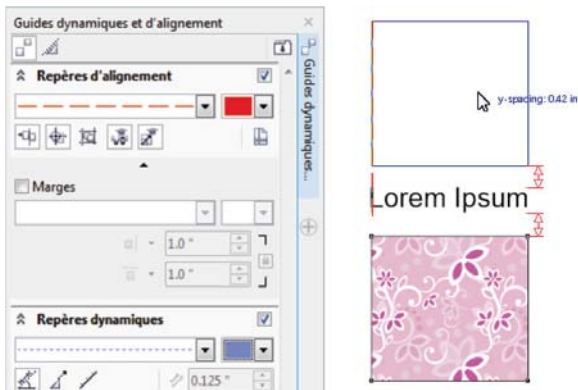 Guides dynamiques et d'alignement
Guides dynamiques...
Repères d'alignement
Marges
1.0 "
1.0 "
Repères dynamiques
0.125 "
y-spacing: 0.42 in
Lorem Ipsum